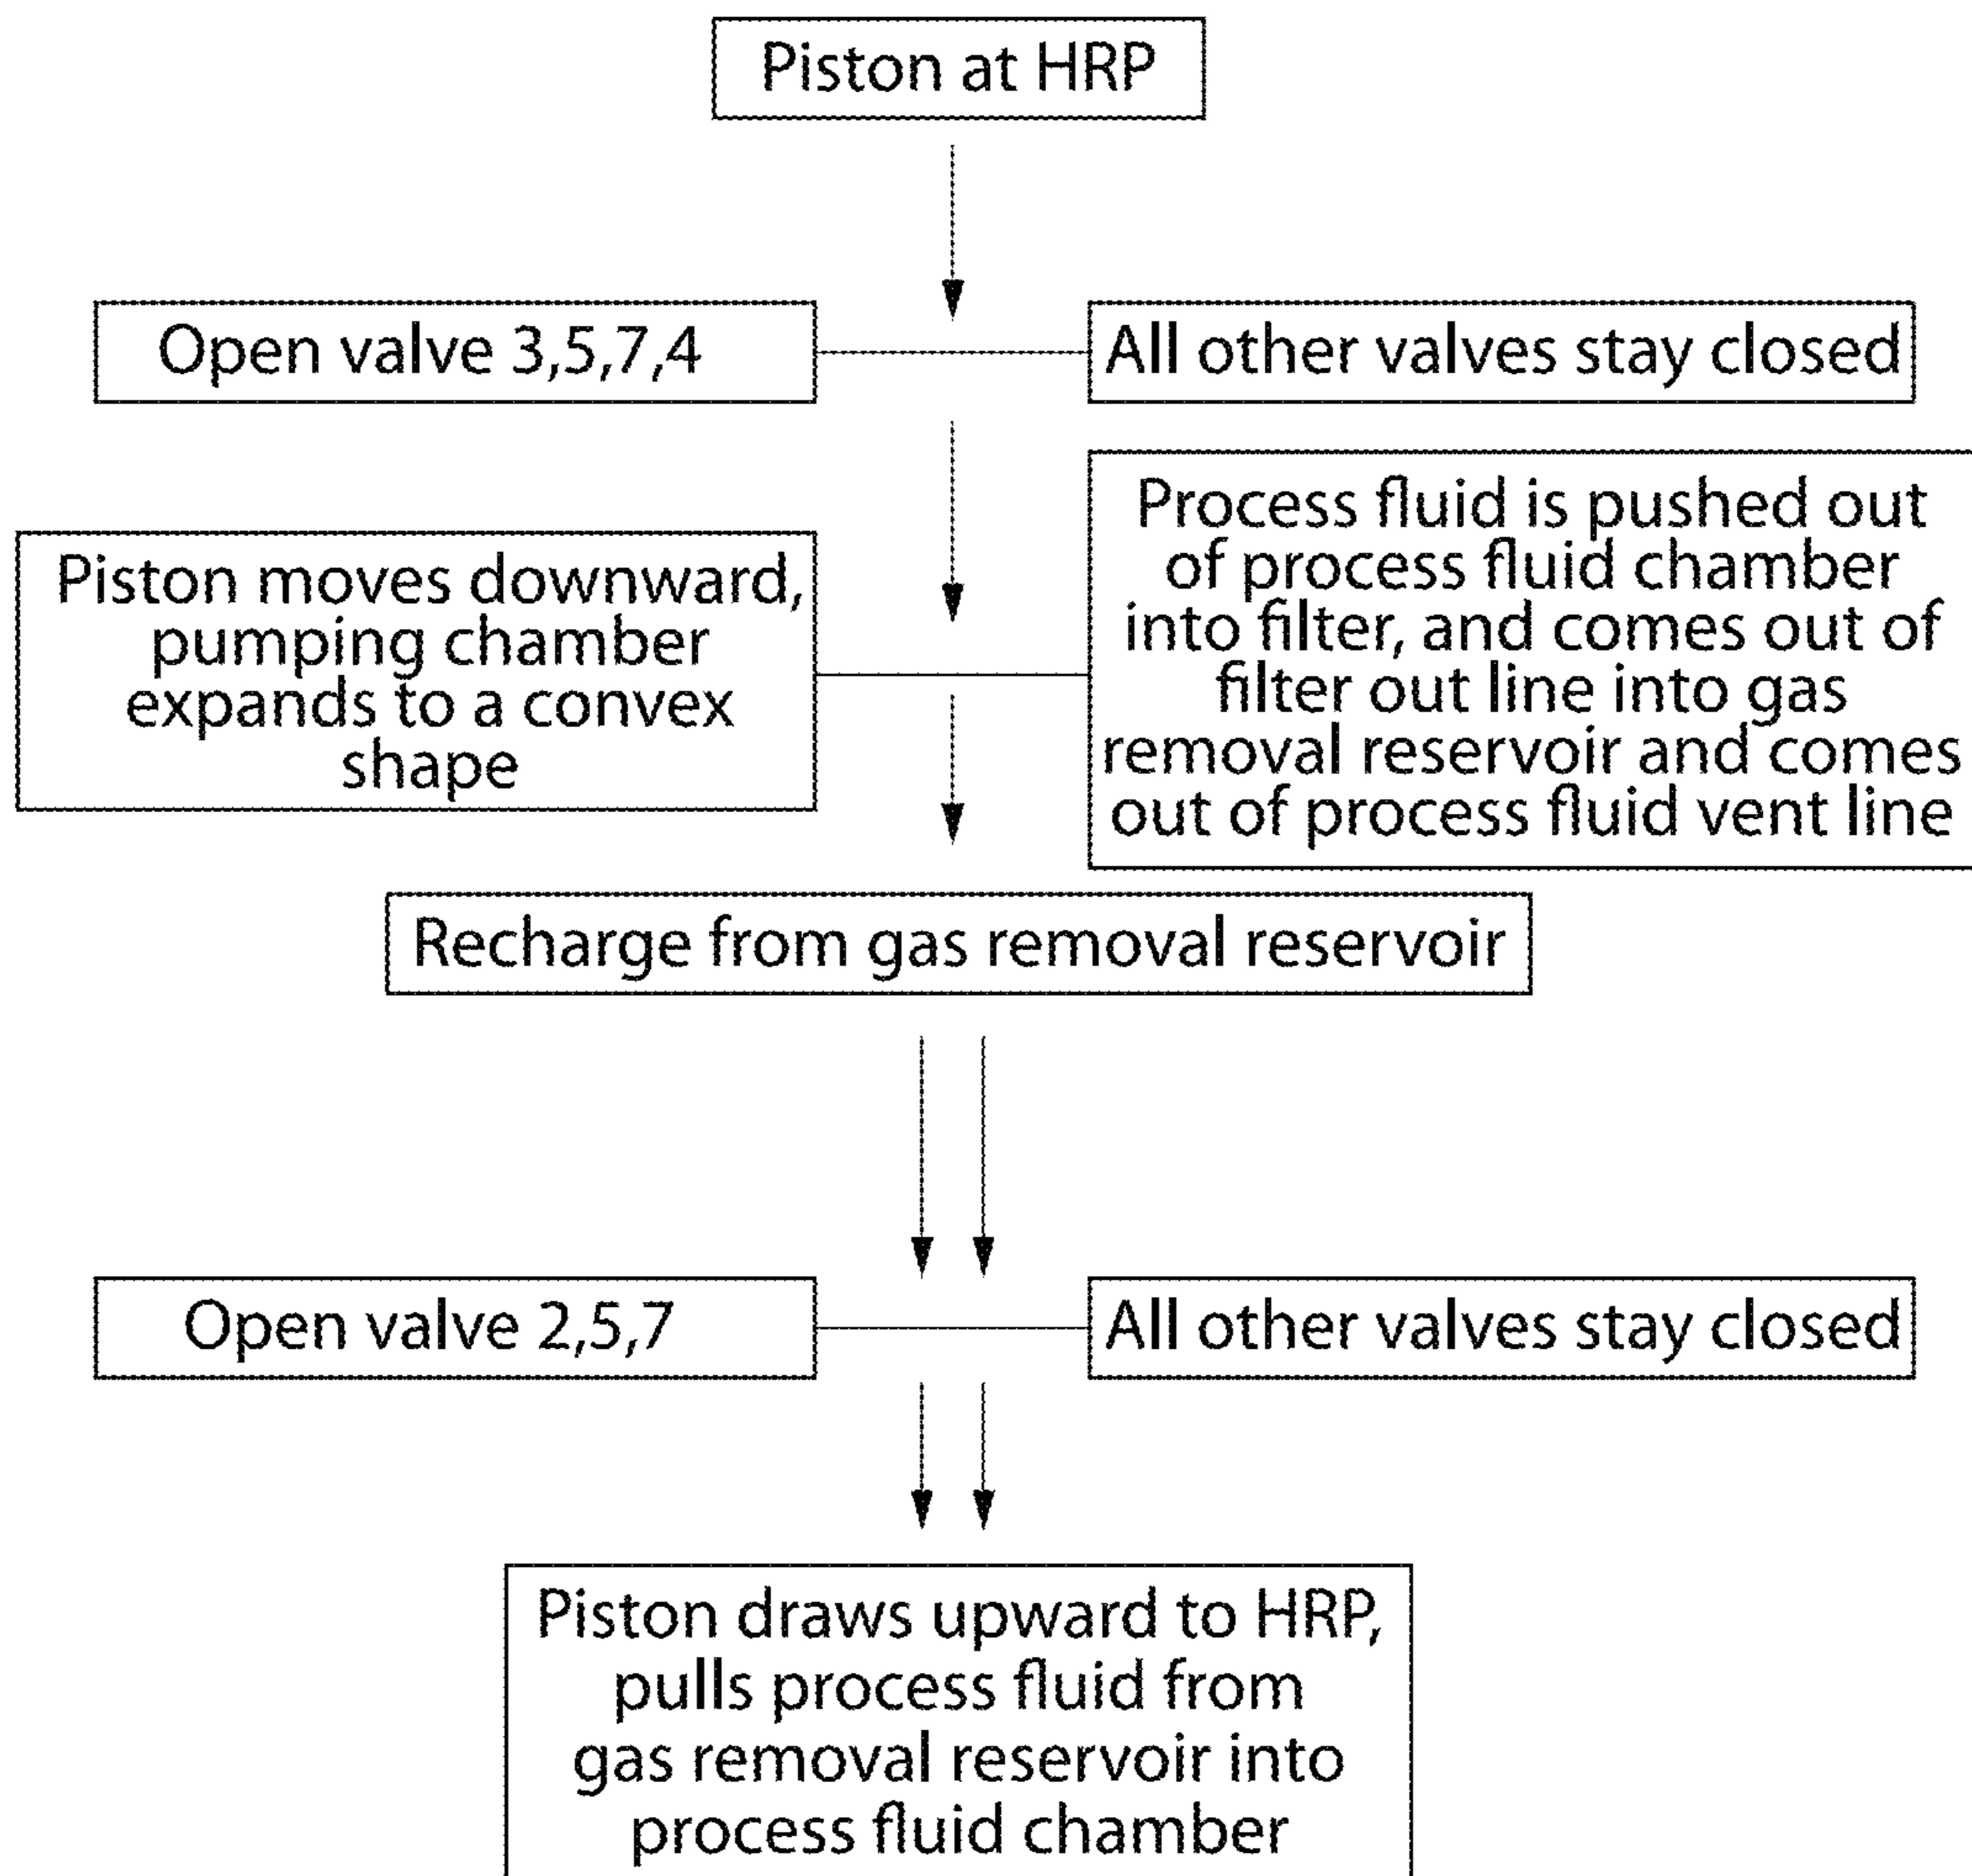 Piston at HRP
Open valve 3,5,7,4
All other valves stay closed
Piston moves downward,
pumping chamber
expands to a convex
shape
Process fluid is pushed out
of process fluid chamber
into filter, and comes out of
filter out line into gas
removal reservoir and comes
out of process fluid vent line
Recharge from gas removal reservoir
Open valve 2,5,7
All other valves stay closed
Piston draws upward to HRP,
pulls process fluid from
gas removal reservoir into
process fluid chamber